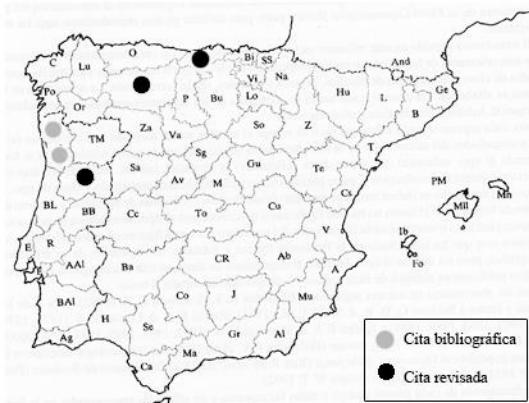 C Lu O Bi SS And
Po Or P Bu Vi Na Hu L Ge
Lo B
TM Za Va So Z T
Sa Av Sg M Gu Te Cs PM Mn
BL BB Cc To Cu V Mll
E R Ib
AAl Ba CR Ab A Fo
BAl Co J Mu
Ag H Se Gr Al
Ca Ma
Cita bibliográfica
Cita revisada